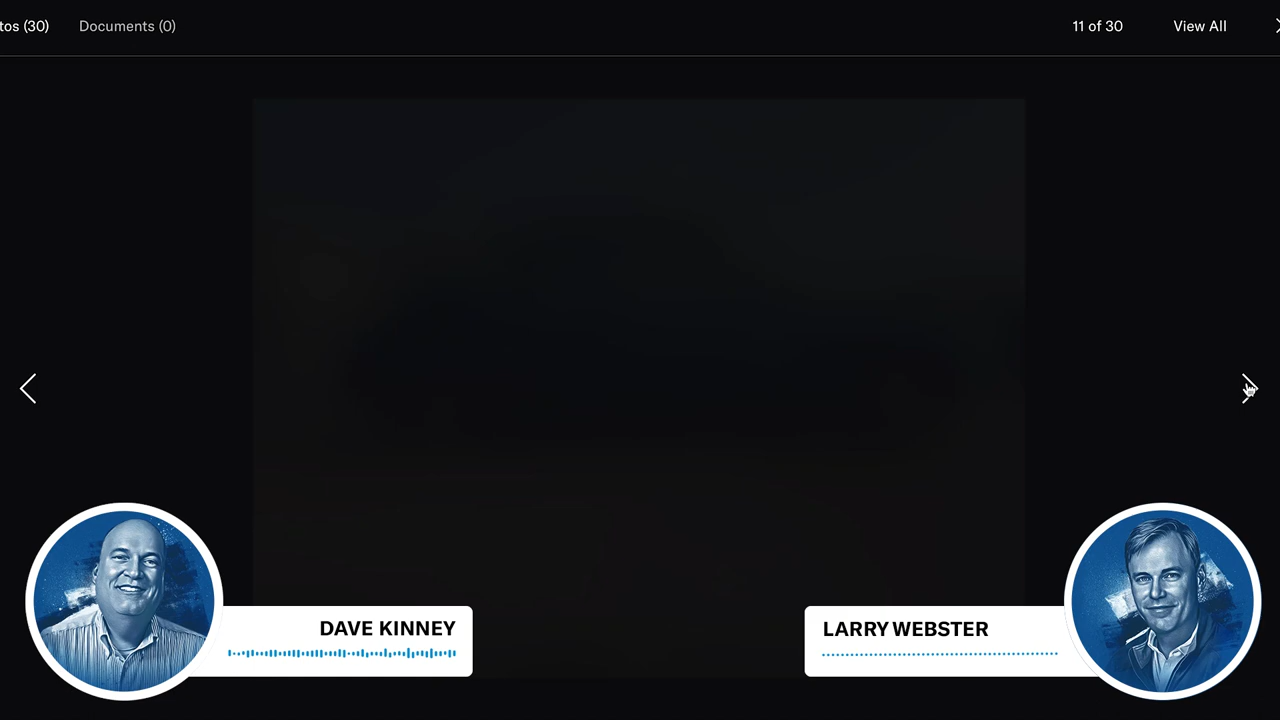 tos (30)
Documents (0)
11 of 30
View All
DAVE KINNEY
LARRY WEBSTER